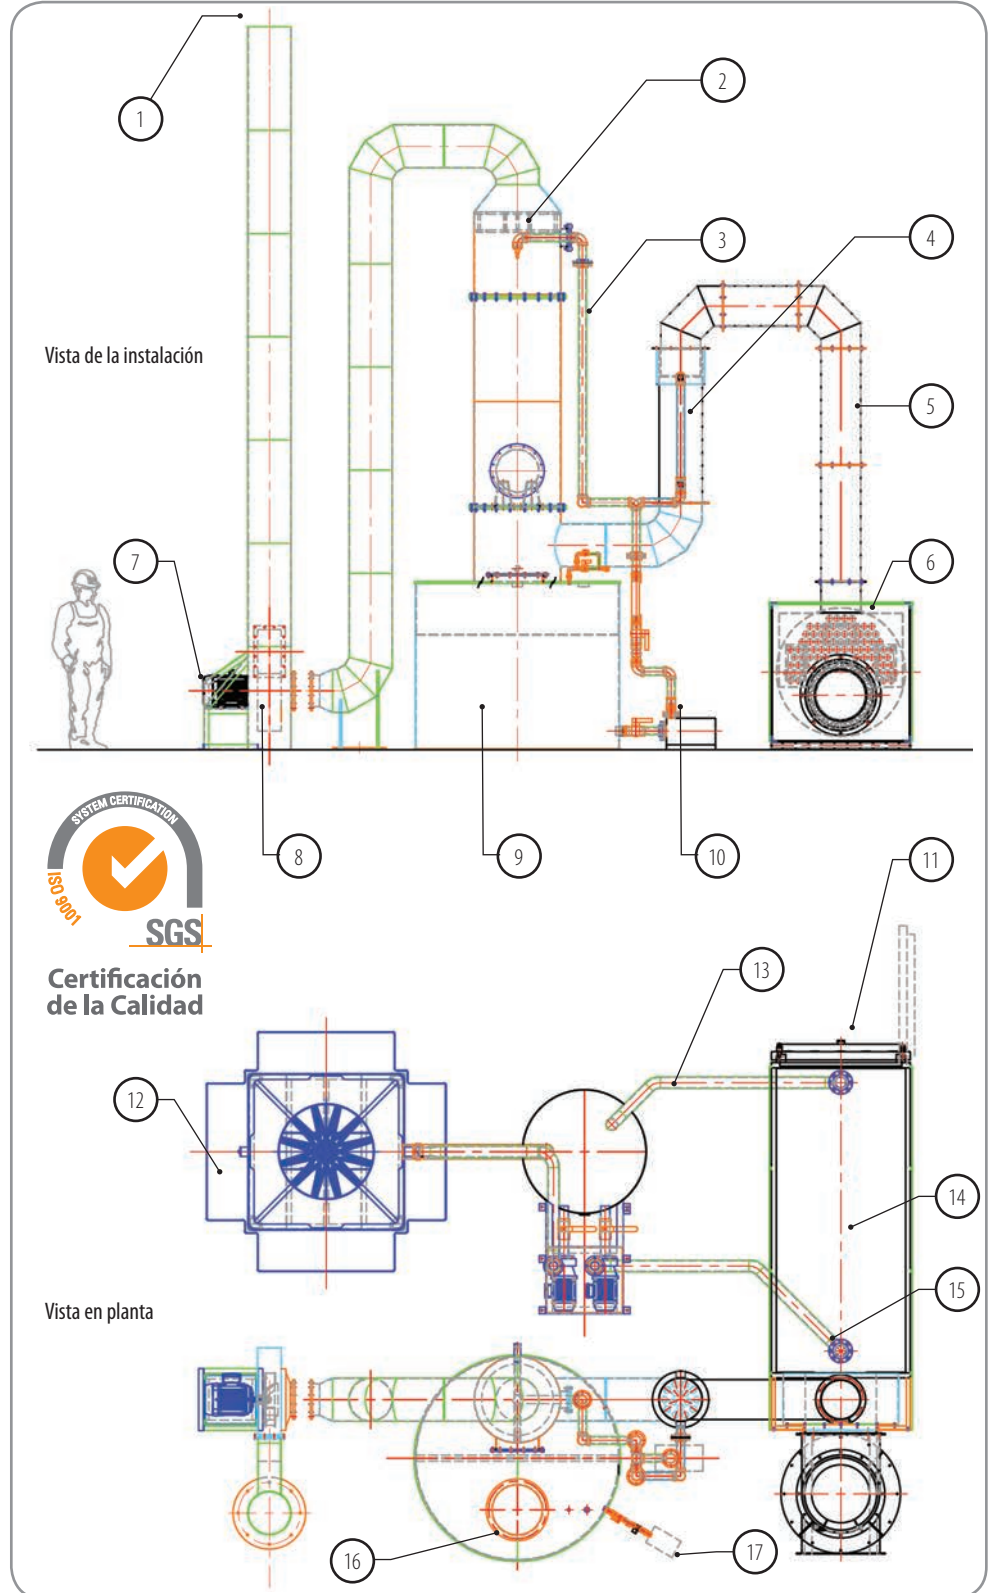 1
2
3
4
Vista de la instalación
5
7
6
8
9
10
11
SYSTEM CERTIFICATION
ISO 9001
SGS
Certificación
de la Calidad
13
12
14
15
Vista en planta
16
17